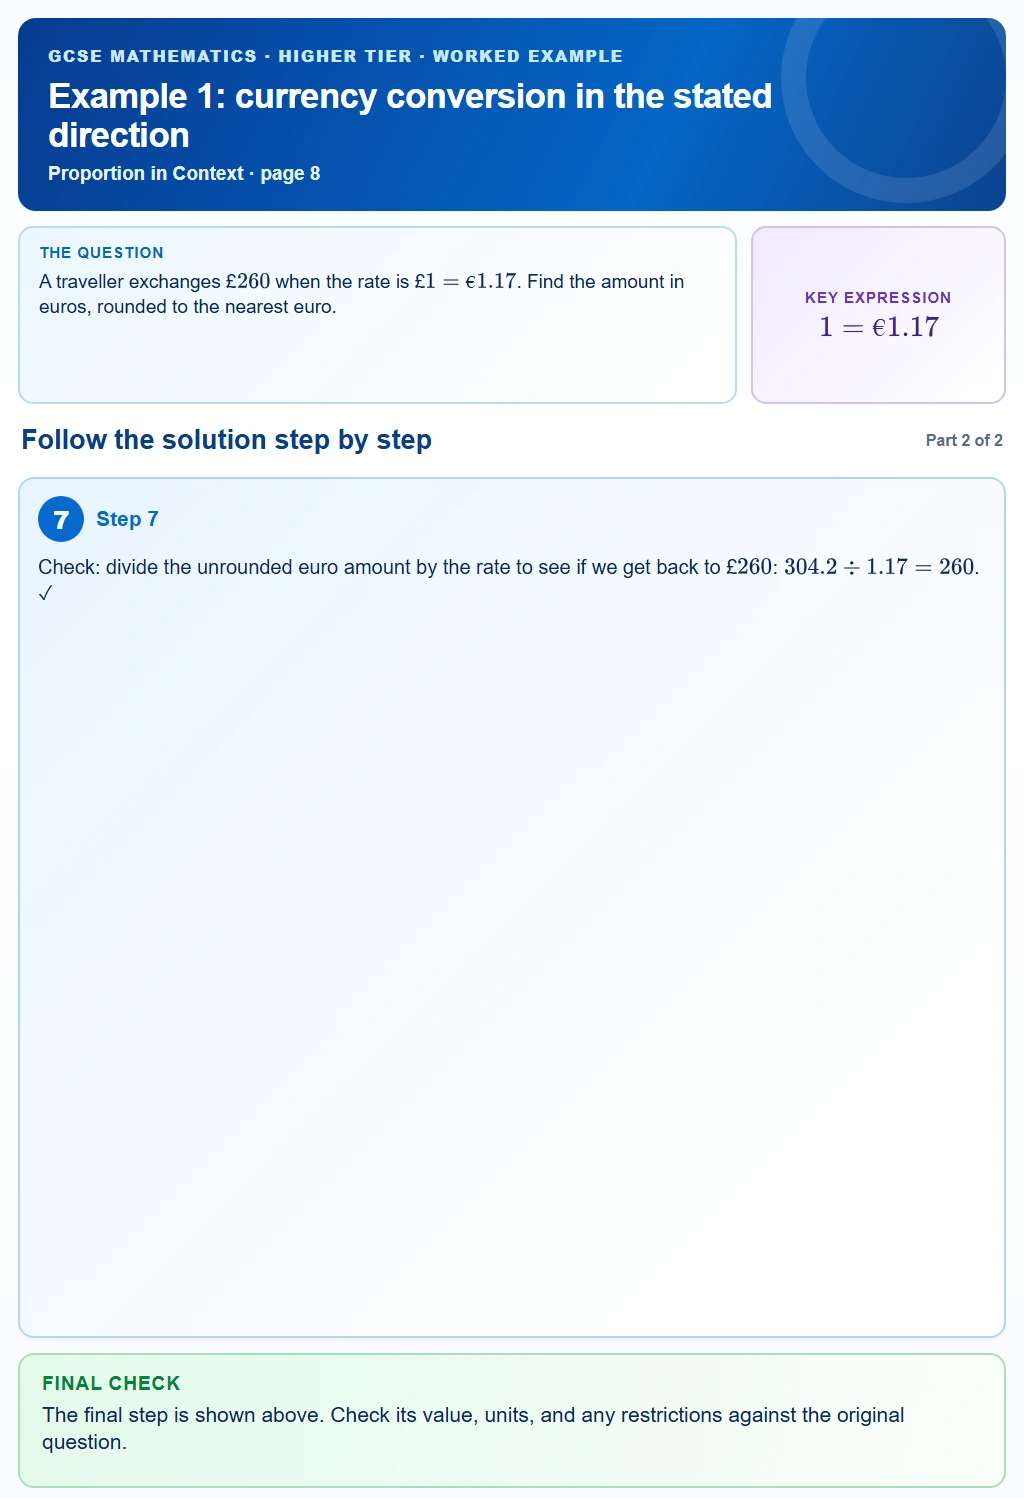 GCSE MATHEMATICS · HIGHER TIER · WORKED EXAMPLE
Example 1: currency conversion in the stated
direction
Proportion in Context · page 8
THE QUESTION
A traveller exchanges £260 when the rate is £1 = €1.17. Find the amount in
euros, rounded to the nearest euro.
KEY EXPRESSION
1 = €1.17
Follow the solution step by step
Part 2 of 2
7 Step 7
Check: divide the unrounded euro amount by the rate to see if we get back to £260: 304.2 ÷ 1.17 = 260.
✓
FINAL CHECK
The final step is shown above. Check its value, units, and any restrictions against the original
question.